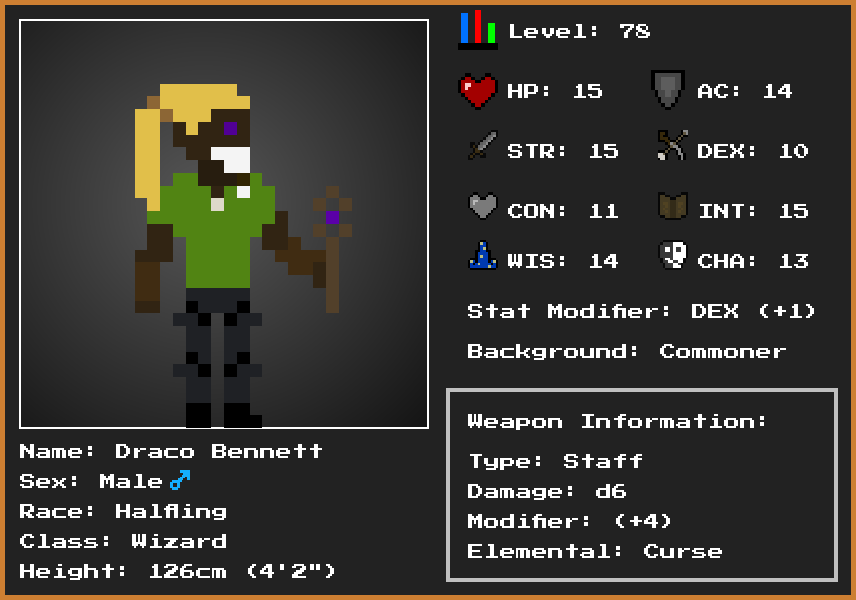 Level: 78
HP: 15
AC: 14
STR: 15
DEX: 10
CON: 11
INT: 15
WIS: 14
CHA: 13
Stat Modifier: DEX (+1)
Background: Commoner
Weapon Information:
Type: Staff
Damage: d6
Modifier: (+4)
Elemental: Curse
Name: Draco Bennett
Sex: Male ♂
Race: Halfling
Class: Wizard
Height: 126cm (4'2")